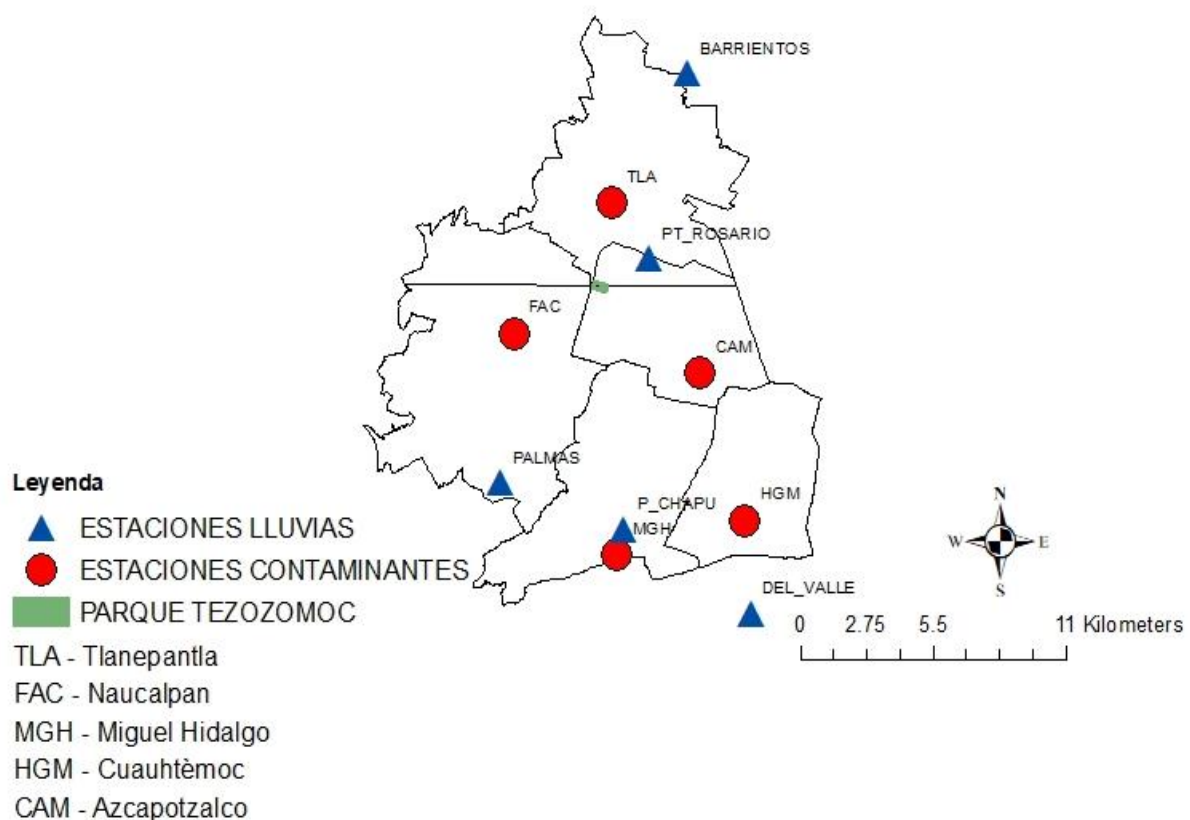 BARRIENTOS
TLA
PT_ROSARIO
FAC
CAM
PALMAS
P_CHAPU
HGM
MGH
DEL_VALLE
N
W E
S
0 2.75 5.5 11 Kilometers
Leyenda
ESTACIONES LLUVIAS
ESTACIONES CONTAMINANTES
PARQUE TEZOZOMOC
TLA - Tlanepantla
FAC - Naucalpan
MGH - Miguel Hidalgo
HGM - Cuauhtèmoc
CAM - Azcapotzalco